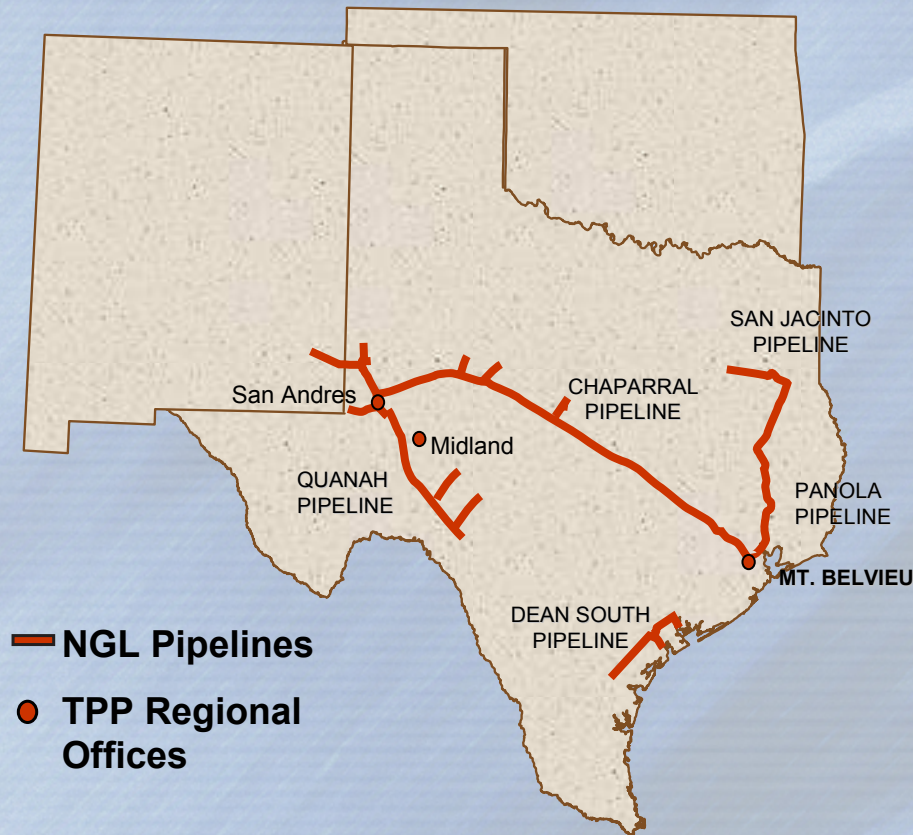 SAN JACINTO
PIPELINE
San Andres
CHAPARRAL
PIPELINE
Midland
QUANAH
PIPELINE
PANOLA
PIPELINE
MT. BELVIEU
DEAN SOUTH
PIPELINE
NGL Pipelines
TPP Regional
Offices